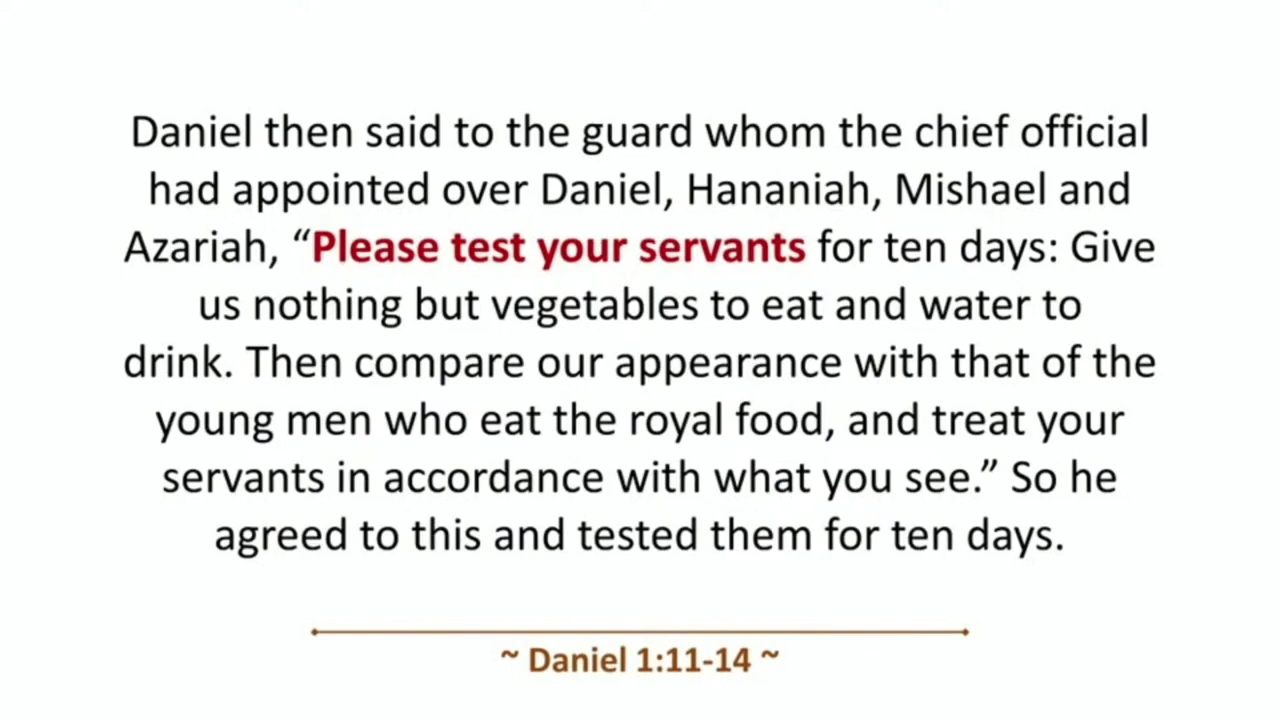 Daniel then said to the guard whom the chief official
had appointed over Daniel, Hananiah, Mishael and
Azariah, “Please test your servants for ten days: Give
us nothing but vegetables to eat and water to
drink. Then compare our appearance with that of the
young men who eat the royal food, and treat your
servants in accordance with what you see.” So he
agreed to this and tested them for ten days.
~ Daniel 1:11-14 ~